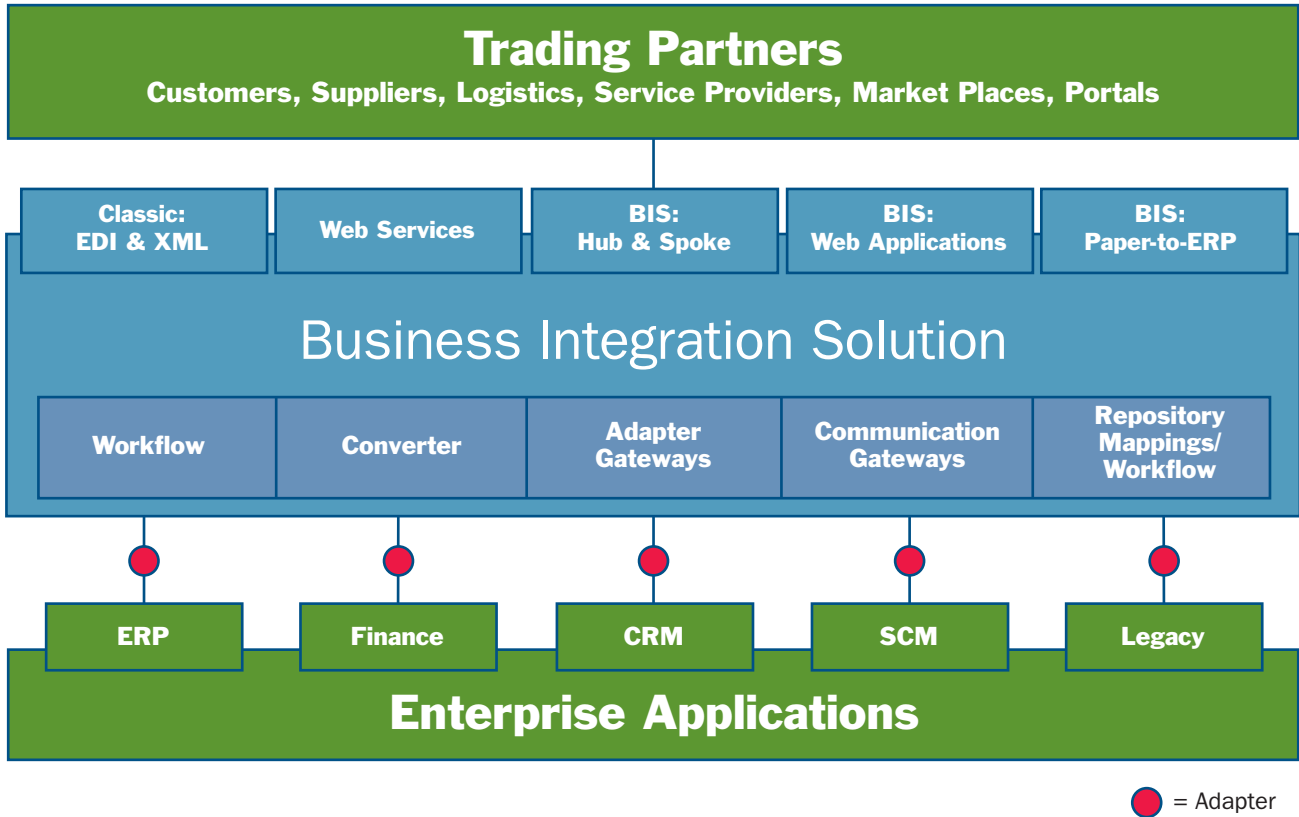 Trading Partners
Customers, Suppliers, Logistics, Service Providers, Market Places, Portals
Classic:
EDI & XML
Web Services
BIS:
Hub & Spoke
BIS:
Web Applications
BIS:
Paper-to-ERP
Business Integration Solution
Workflow
Converter
Adapter
Gateways
Communication
Gateways
Repository
Mappings/
Workflow
ERP
Finance
CRM
SCM
Legacy
Enterprise Applications
= Adapter